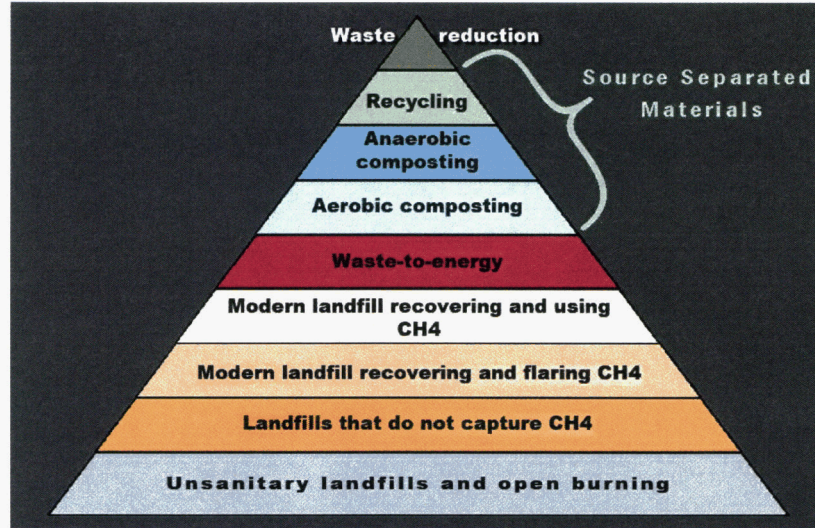 Waste reduction
Source Separated
Materials
Recycling
Anaerobic
composting
Aerobic composting
Waste-to-energy
Modern landfill recovering and using
CH4
Modern landfill recovering and flaring CH4
Landfills that do not capture CH4
Unsanitary landfills and open burning